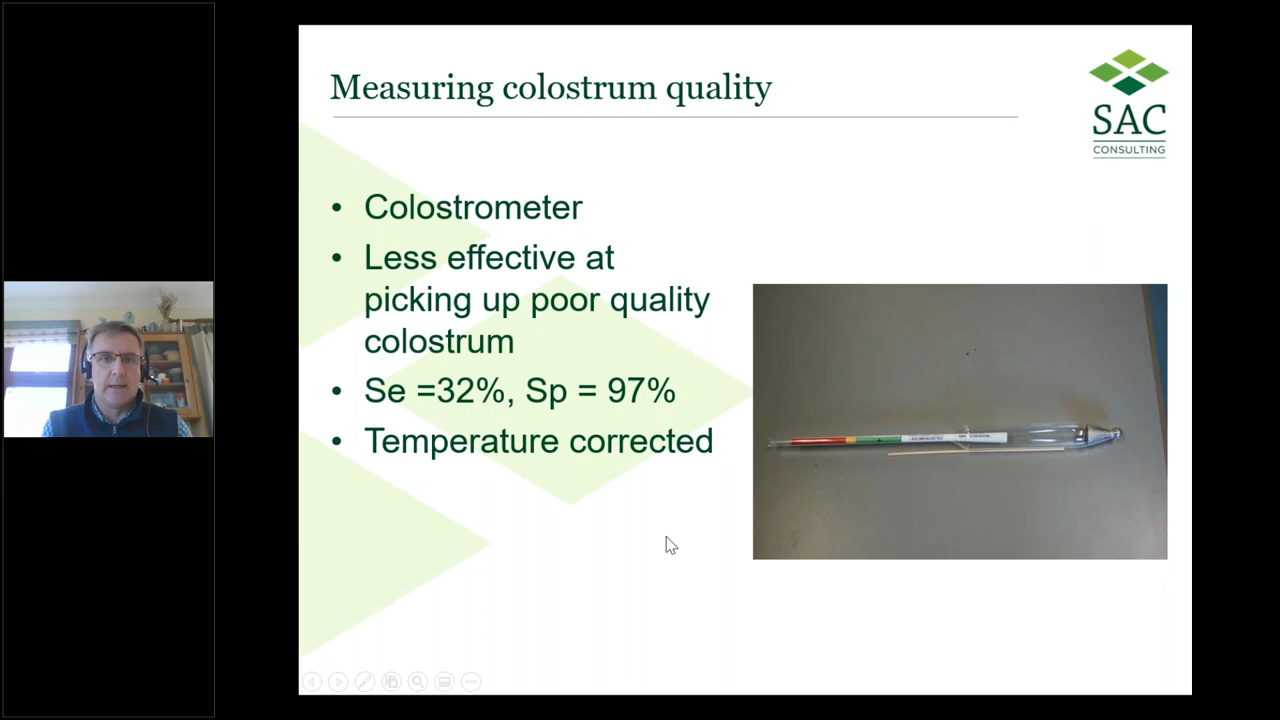 Measuring colostrum quality
SAC
CONSULTING
• Colostrometer
• Less effective at
picking up poor quality
colostrum
• Se =32%, Sp = 97%
• Temperature corrected